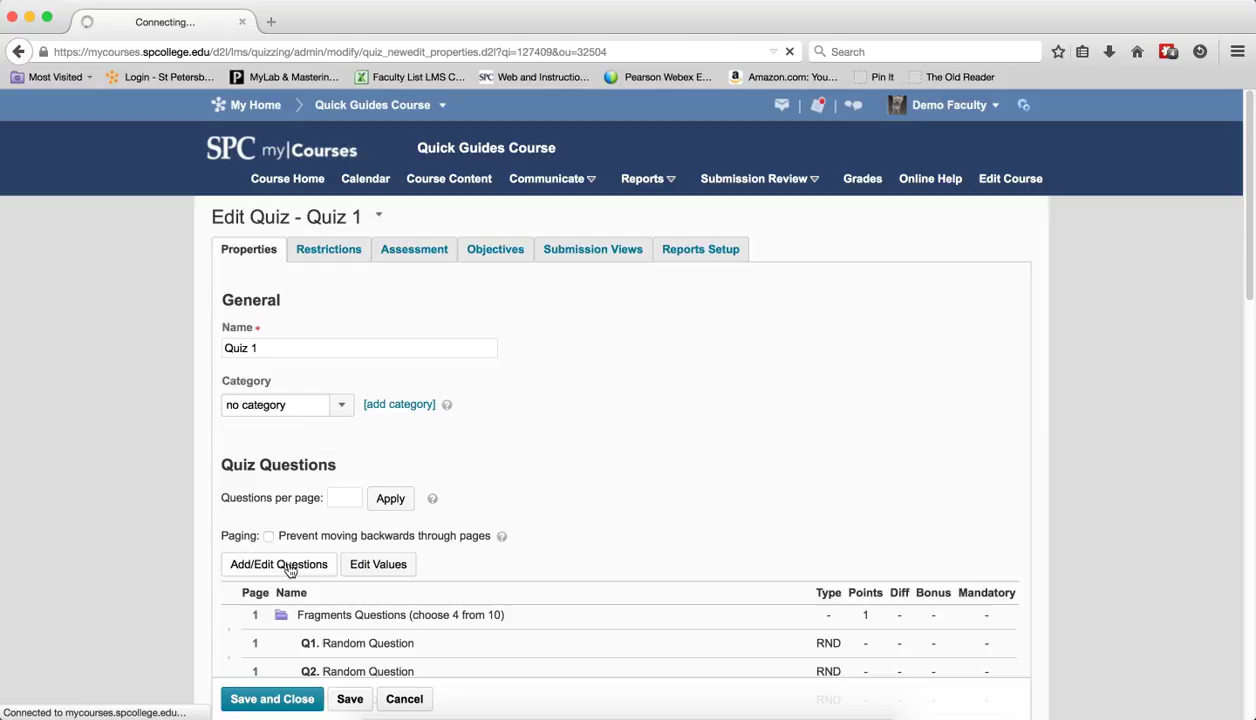 Connecting...
https://mycourses.spcollege.edu/d2l/lms/quizzing/admin/modify/quiz_newedit_properties.d2l?qi=127409&ou=32504
Search
Most Visited
Login - St Petersb...
MyLab & Mastering...
Faculty List LMS C...
SPC Web and Instructio...
Pearson Webex E...
Amazon.com: You...
Pin It
The Old Reader
My Home
Quick Guides Course
Demo Faculty
SPC my|Courses
Quick Guides Course
Course Home
Calendar
Course Content
Communicate
Reports
Submission Review
Grades
Online Help
Edit Course
Edit Quiz - Quiz 1
Properties
Restrictions
Assessment
Objectives
Submission Views
Reports Setup
General
Name *
Quiz 1
Category
no category
[add category]
Quiz Questions
Questions per page:
Apply
Paging: Prevent moving backwards through pages
Add/Edit Questions
Edit Values
Page Name Type Points Diff Bonus Mandatory
1 Fragments Questions (choose 4 from 10) - 1 - - -
1 Q1. Random Question RND - - - -
1 Q2. Random Question RND - - - -
RND - - - -
Save and Close
Save
Cancel
Connected to mycourses.spcollege.edu...